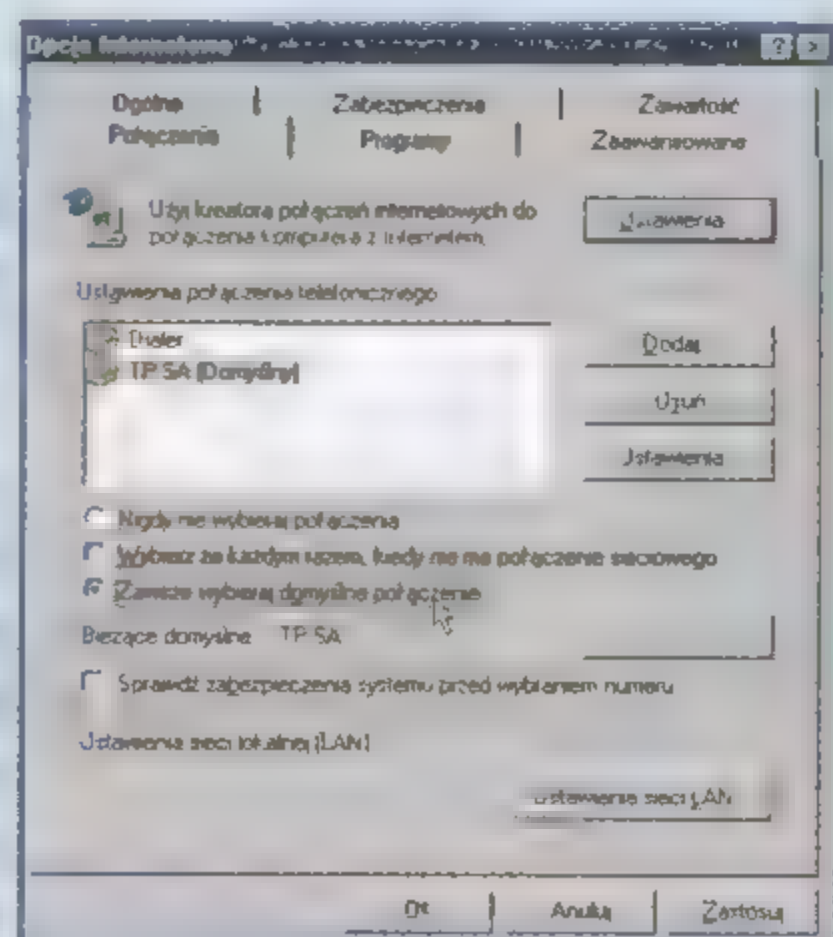 Opcje Internetowe
Ogólne Zabezpieczenia Zawartość
Połączenia Programy Zaawansowane
Użyj kreatora połączeń internetowych do
połączenia komputera z Internetem.
Ustawienia
Ustawienia połączenia telefonicznego
Dialer
TP SA (Domyślny)
Dodaj
Usuń
Ustawienia
Nigdy nie wybieraj połączenia
Wybierz za każdym razem, kiedy nie ma połączenia sieciowego
Zawsze wybieraj domyślne połączenie
Bieżące domyślne TP SA
Sprawdź zabezpieczenia systemu przed wybraniem numeru
Ustawienia sieci lokalnej (LAN)
Ustawienia sieci LAN
OK Anuluj Zastosuj